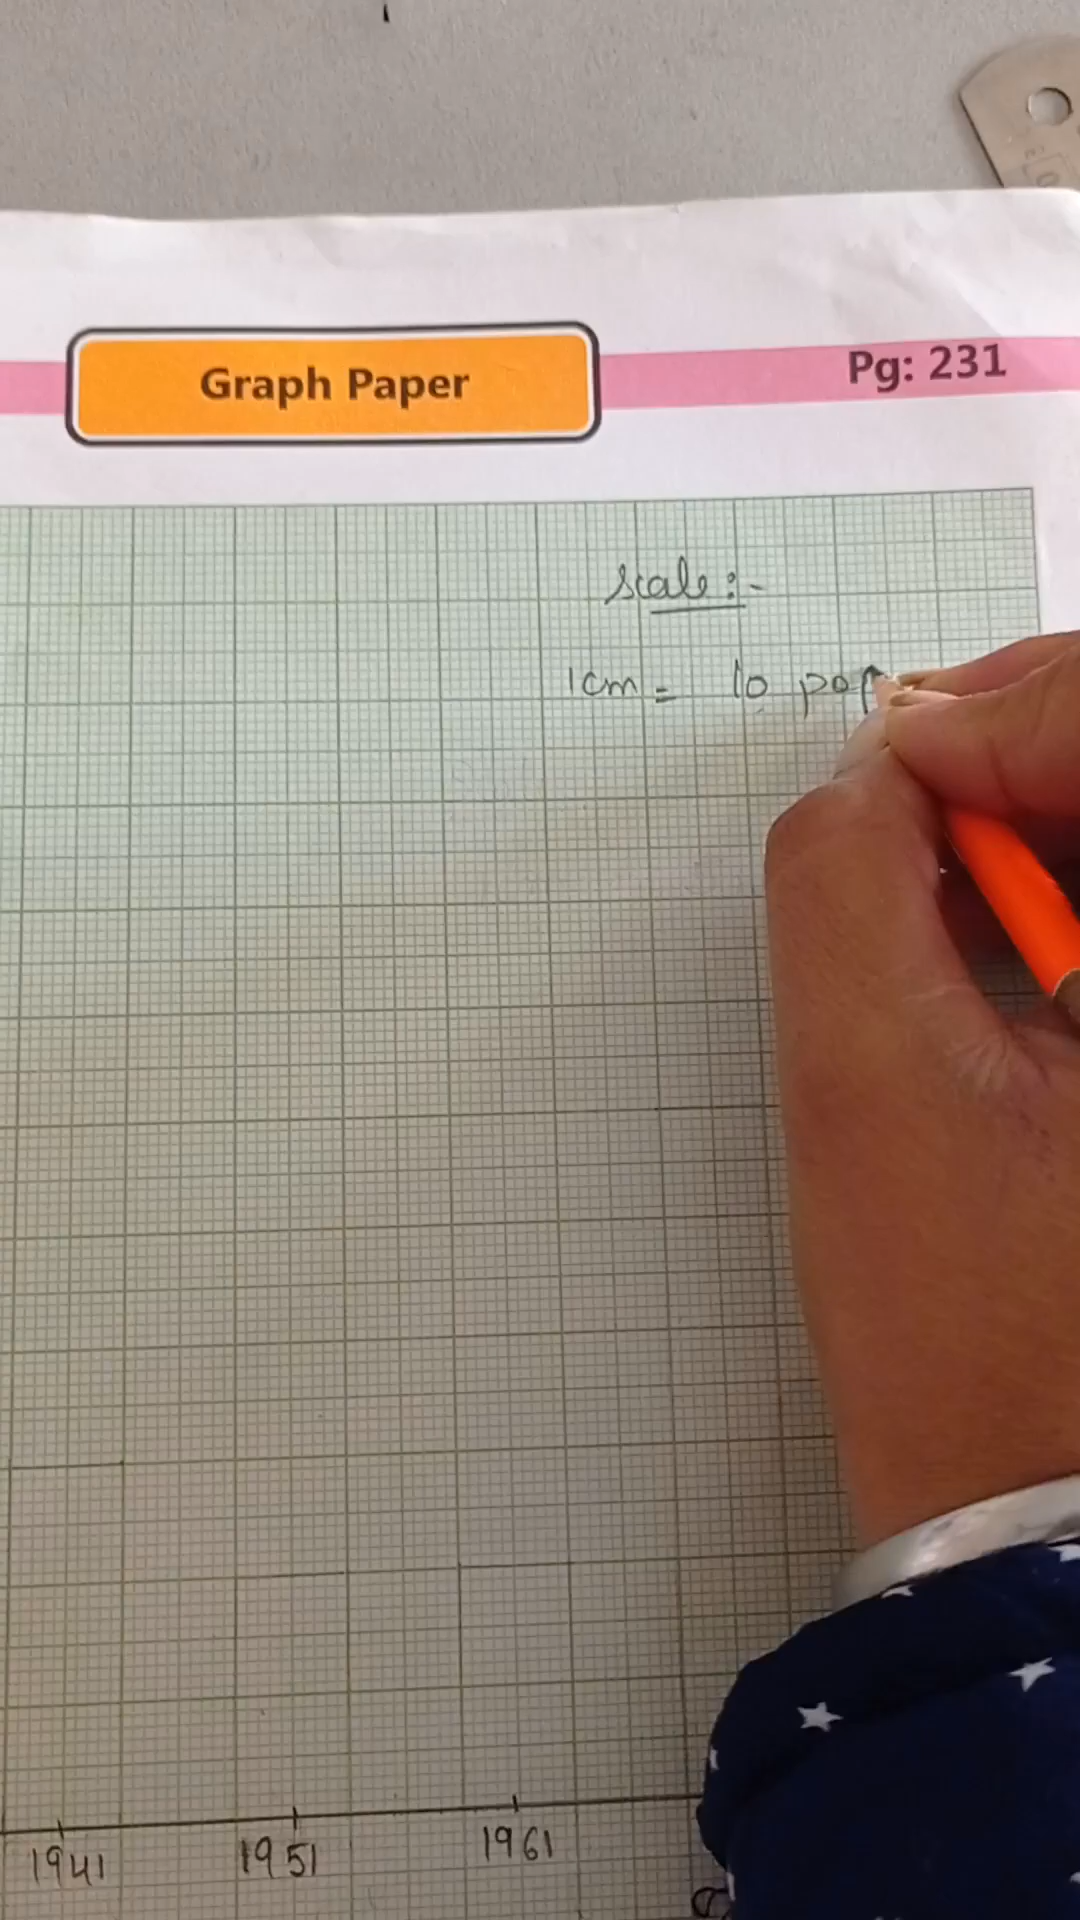 Graph Paper
Pg: 231
scale :-
1cm = 10 pop
1941 1951 1961